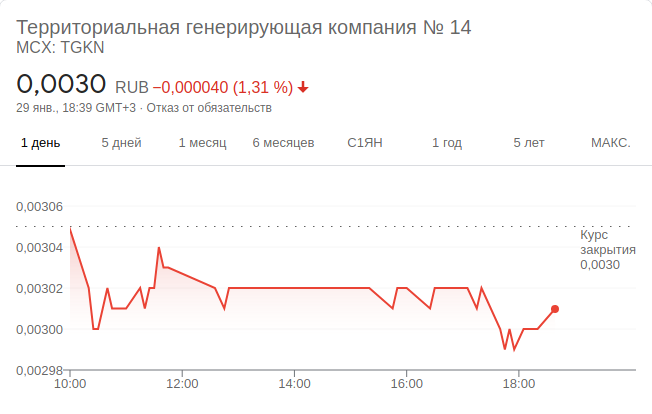 Территориальная генерирующая компания № 14
MCX: TGKN
0,0030 RUB −0,000040 (1,31 %)
29 янв., 18:39 GMT+3 · Отказ от обязательств
1 день 5 дней 1 месяц 6 месяцев С1ЯН 1 год 5 лет МАКС.
0,00306
0,00304
0,00302
0,00300
0,00298
Курс
закрытия
0,0030
10:00 12:00 14:00 16:00 18:00